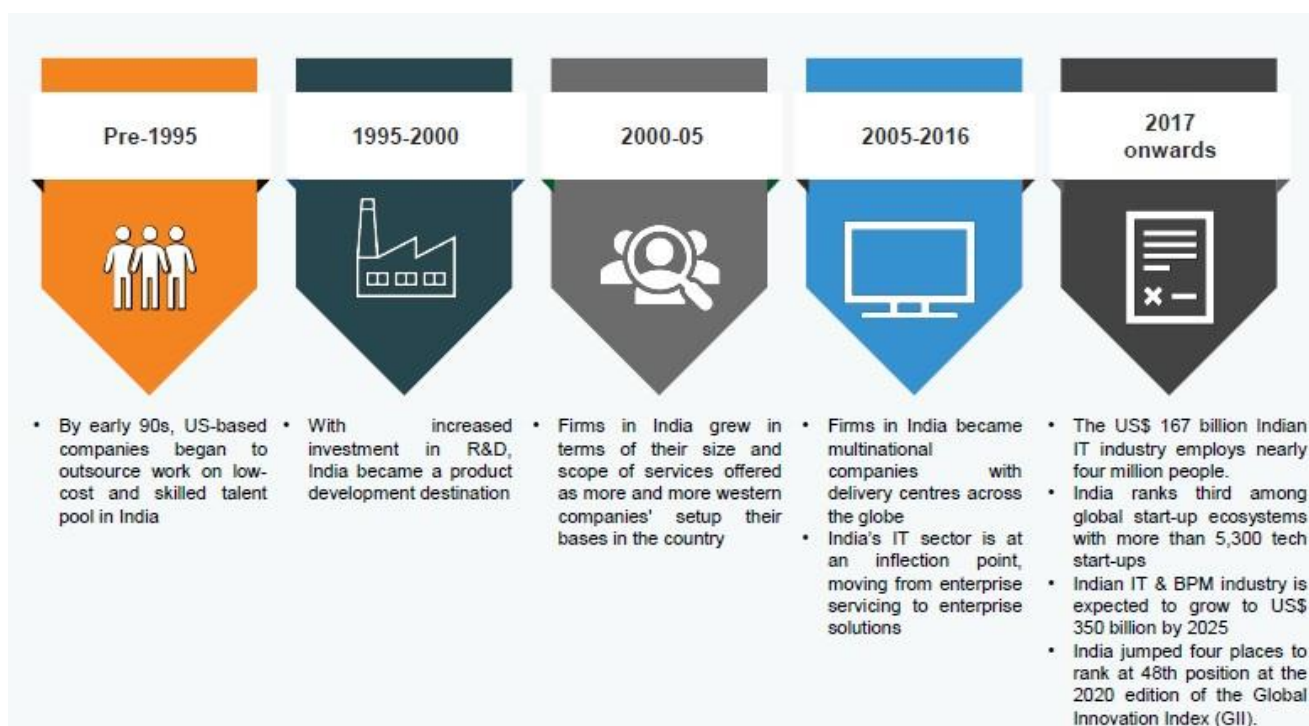 Pre-1995
1995-2000
2000-05
2005-2016
2017
onwards
• By early 90s, US-based
companies began to
outsource work on low-
cost and skilled talent
pool in India
• With increased
investment in R&D,
India became a product
development destination
• Firms in India grew in
terms of their size and
scope of services offered
as more and more western
companies' setup their
bases in the country
• Firms in India became
multinational
companies with
delivery centres across
the globe
• India's IT sector is at
an inflection point,
moving from enterprise
servicing to enterprise
solutions
• The US$ 167 billion Indian
IT industry employs nearly
four million people.
• India ranks third among
global start-up ecosystems
with more than 5,300 tech
start-ups
• Indian IT & BPM industry is
expected to grow to US$
350 billion by 2025
• India jumped four places to
rank at 48th position at the
2020 edition of the Global
Innovation Index (GII).